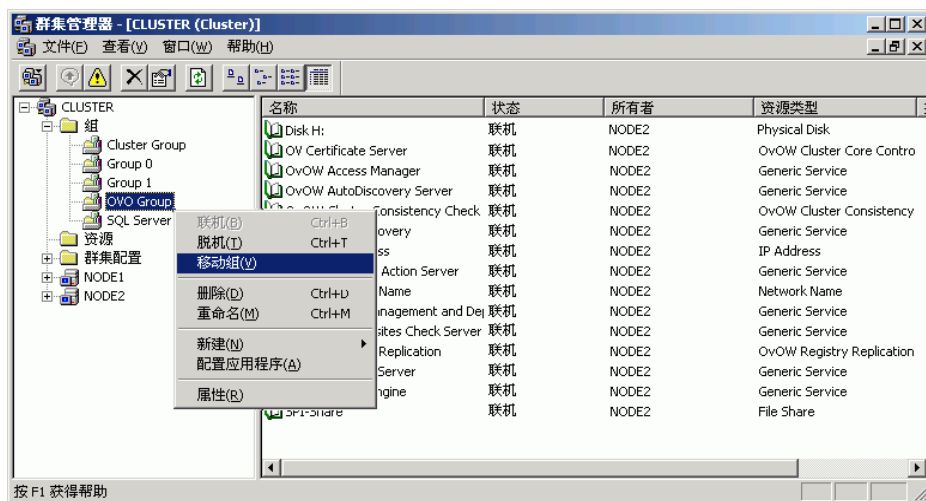 群集管理器 - [CLUSTER (Cluster)]
文件(F) 查看(V) 窗口(W) 帮助(H)
CLUSTER
组
Cluster Group
Group 0
Group 1
OVO Group
SQL Server
资源
群集配置
NODE1
NODE2
联机(B) Ctrl+B
脱机(T) Ctrl+T
移动组(V)
删除(D) Ctrl+D
重命名(M) Ctrl+M
新建(N)
配置应用程序(A)
属性(R)
名称 状态 所有者 资源类型
Disk H: 联机 NODE2 Physical Disk
OV Certificate Server 联机 NODE2 OvOW Cluster Core Contro
OvOW Access Manager 联机 NODE2 Generic Service
OvOW AutoDiscovery Server 联机 NODE2 Generic Service
Consistency Check 联机 NODE2 OvOW Cluster Consistency
overy 联机 NODE2 Generic Service
ss 联机 NODE2 IP Address
Action Server 联机 NODE2 Generic Service
Name 联机 NODE2 Network Name
nagement and De 联机 NODE2 Generic Service
sites Check Server 联机 NODE2 Generic Service
Replication 联机 NODE2 OvOW Registry Replication
Server 联机 NODE2 Generic Service
ngine 联机 NODE2 Generic Service
SPI-Share 联机 NODE2 File Share
按 F1 获得帮助